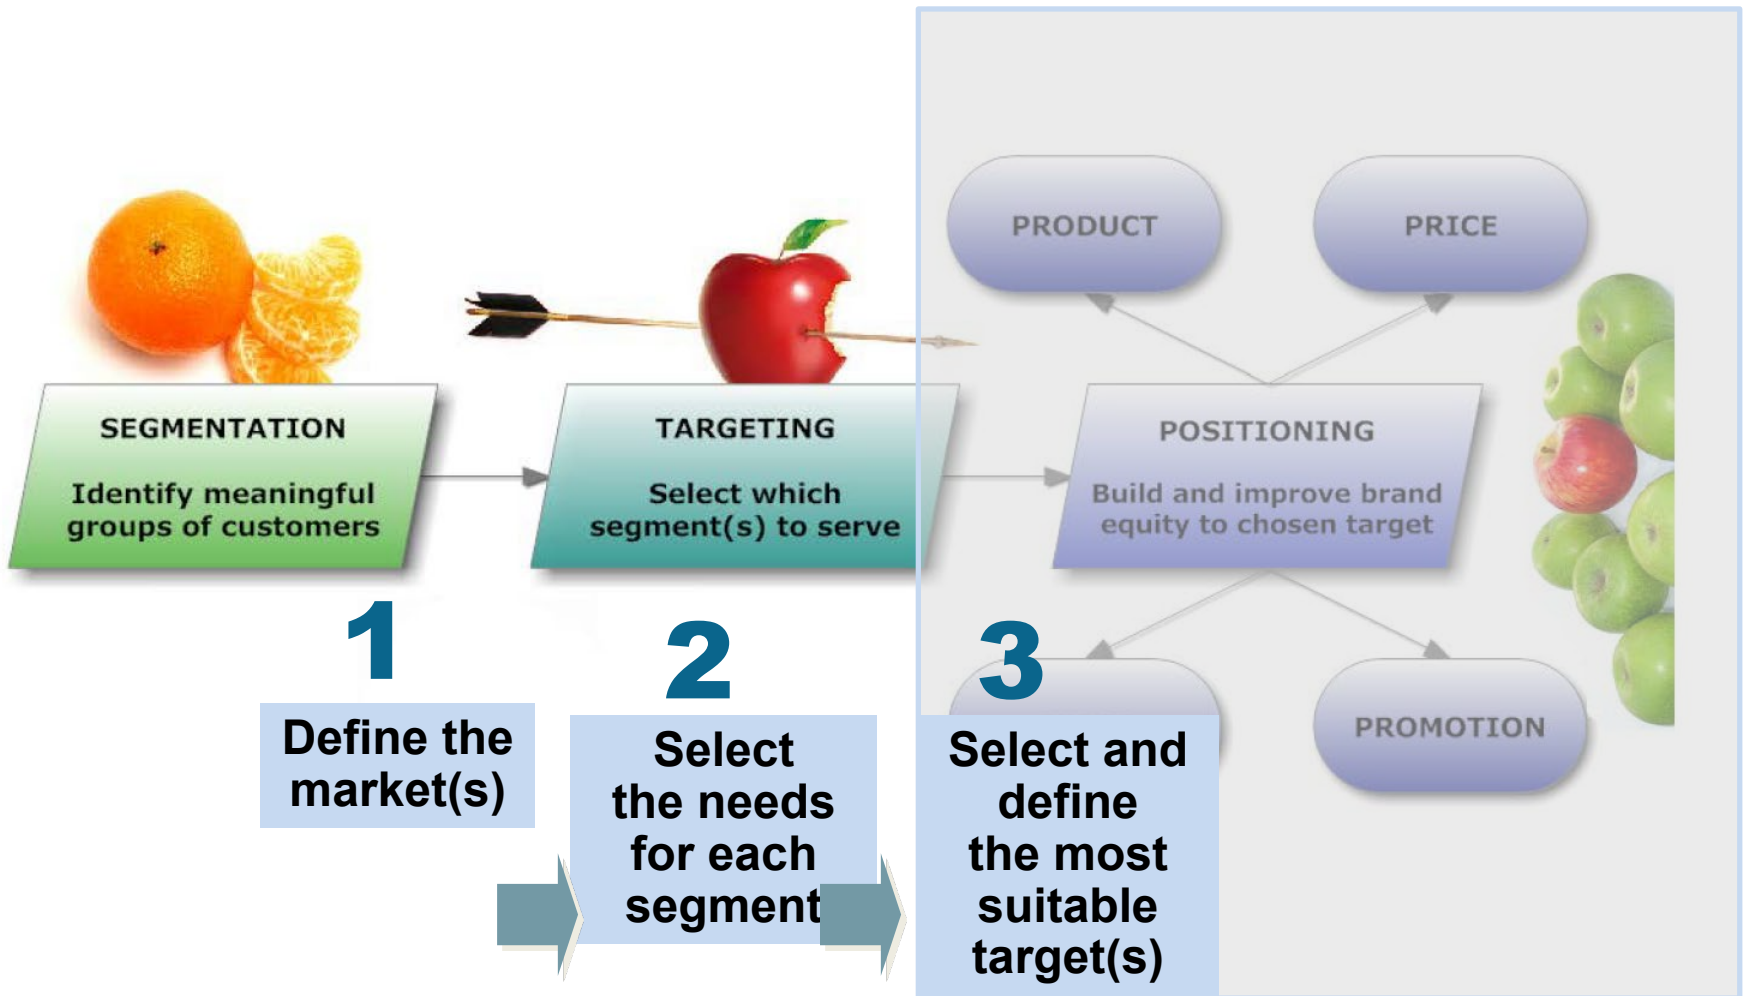 PRODUCT
PRICE
SEGMENTATION
Identify meaningful
groups of customers
TARGETING
Select which
segment(s) to serve
POSITIONING
Build and improve brand
equity to chosen target
1
Define the
market(s)
2
Select
the needs
for each
segment
3
Select and
define
the most
suitable
target(s)
PROMOTION